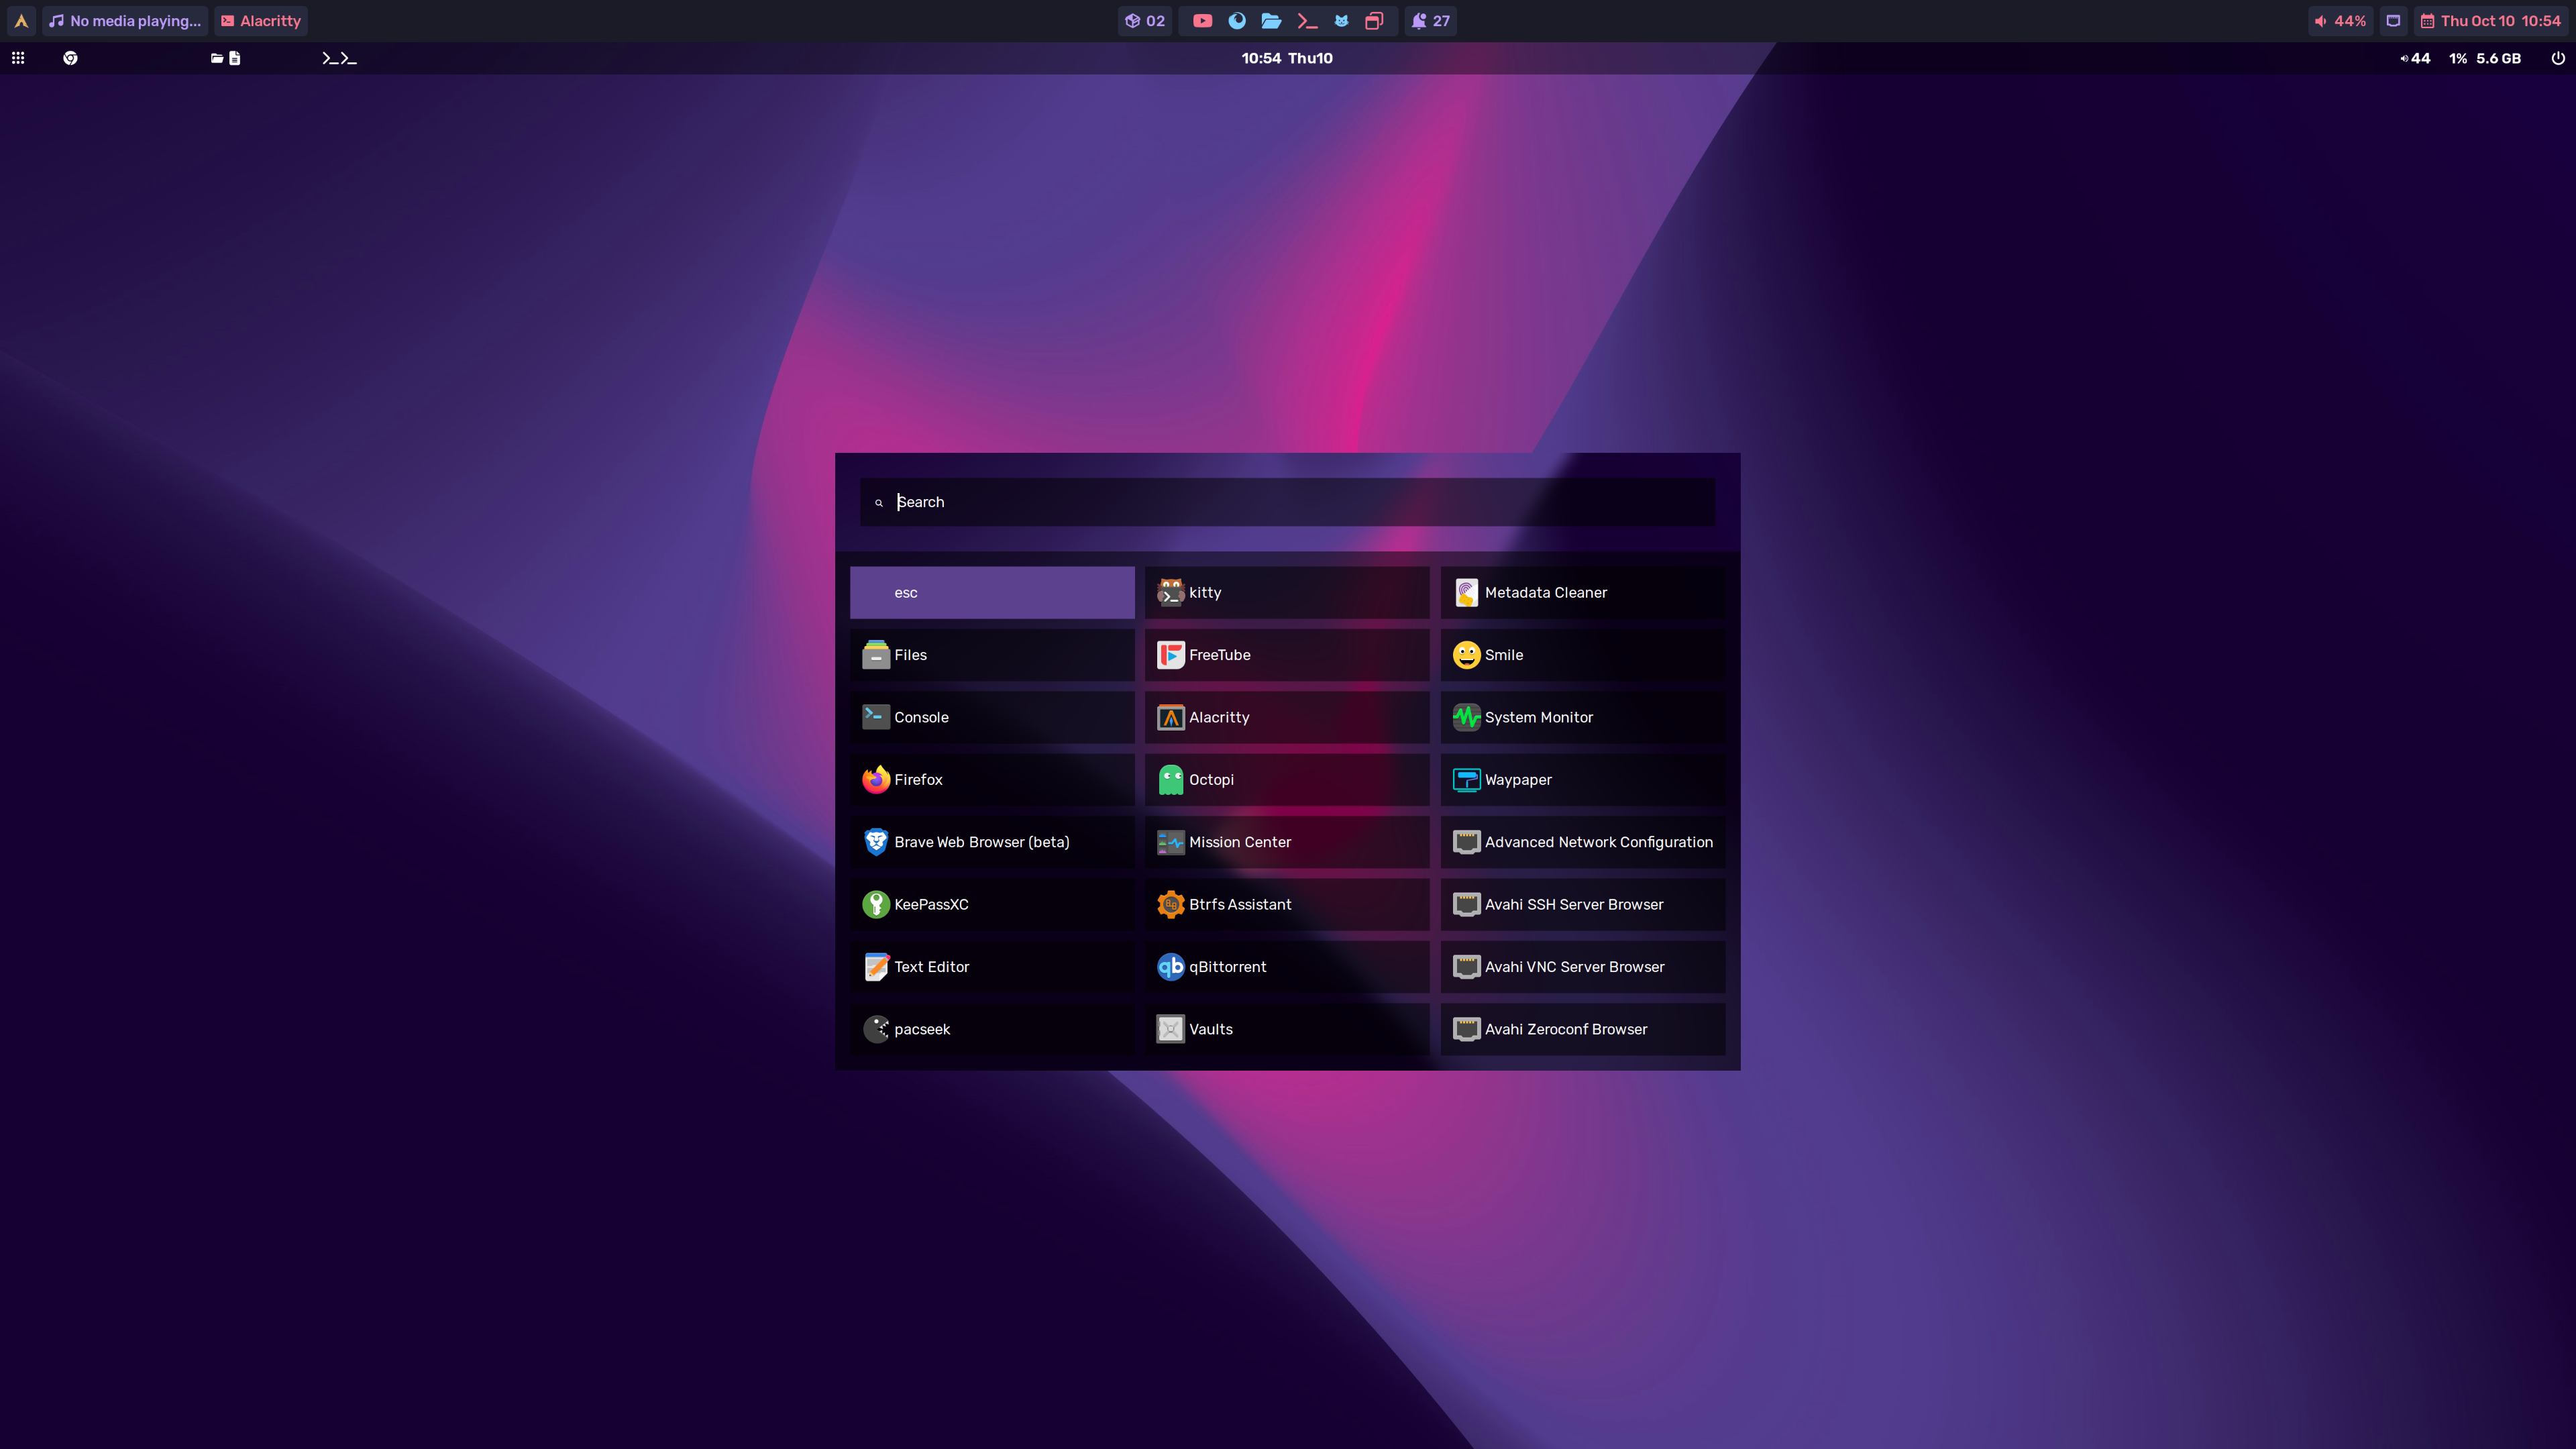 No media playing... Alacritty 02 27 44% Thu Oct 10 10:54
10:54 Thu10 44 1% 5.6 GB
Search
esc kitty Metadata Cleaner
Files FreeTube Smile
Console Alacritty System Monitor
Firefox Octopi Waypaper
Brave Web Browser (beta) Mission Center Advanced Network Configuration
KeePassXC Btrfs Assistant Avahi SSH Server Browser
Text Editor qb qBittorrent Avahi VNC Server Browser
pacseek Vaults Avahi Zeroconf Browser